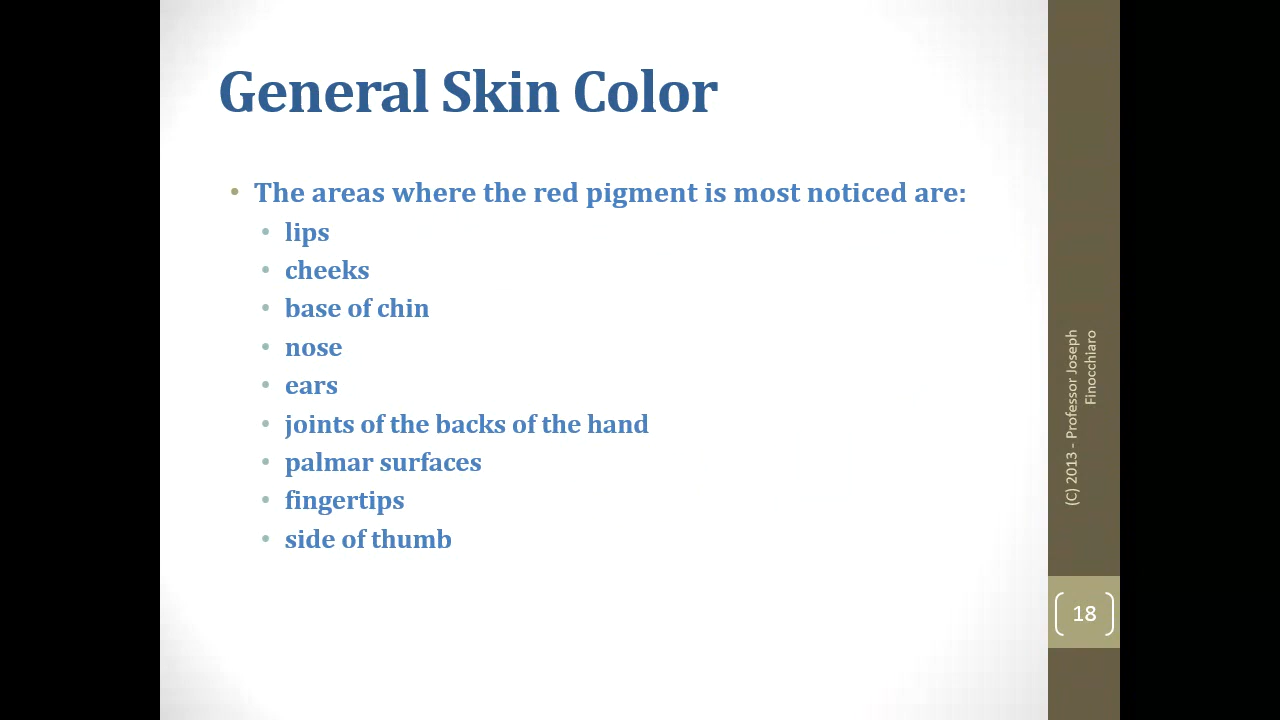 General Skin Color
• The areas where the red pigment is most noticed are:
• lips
• cheeks
• base of chin
• nose
• ears
• joints of the backs of the hand
• palmar surfaces
• fingertips
• side of thumb
(C) 2013 - Professor Joseph
Finocchiaro
18